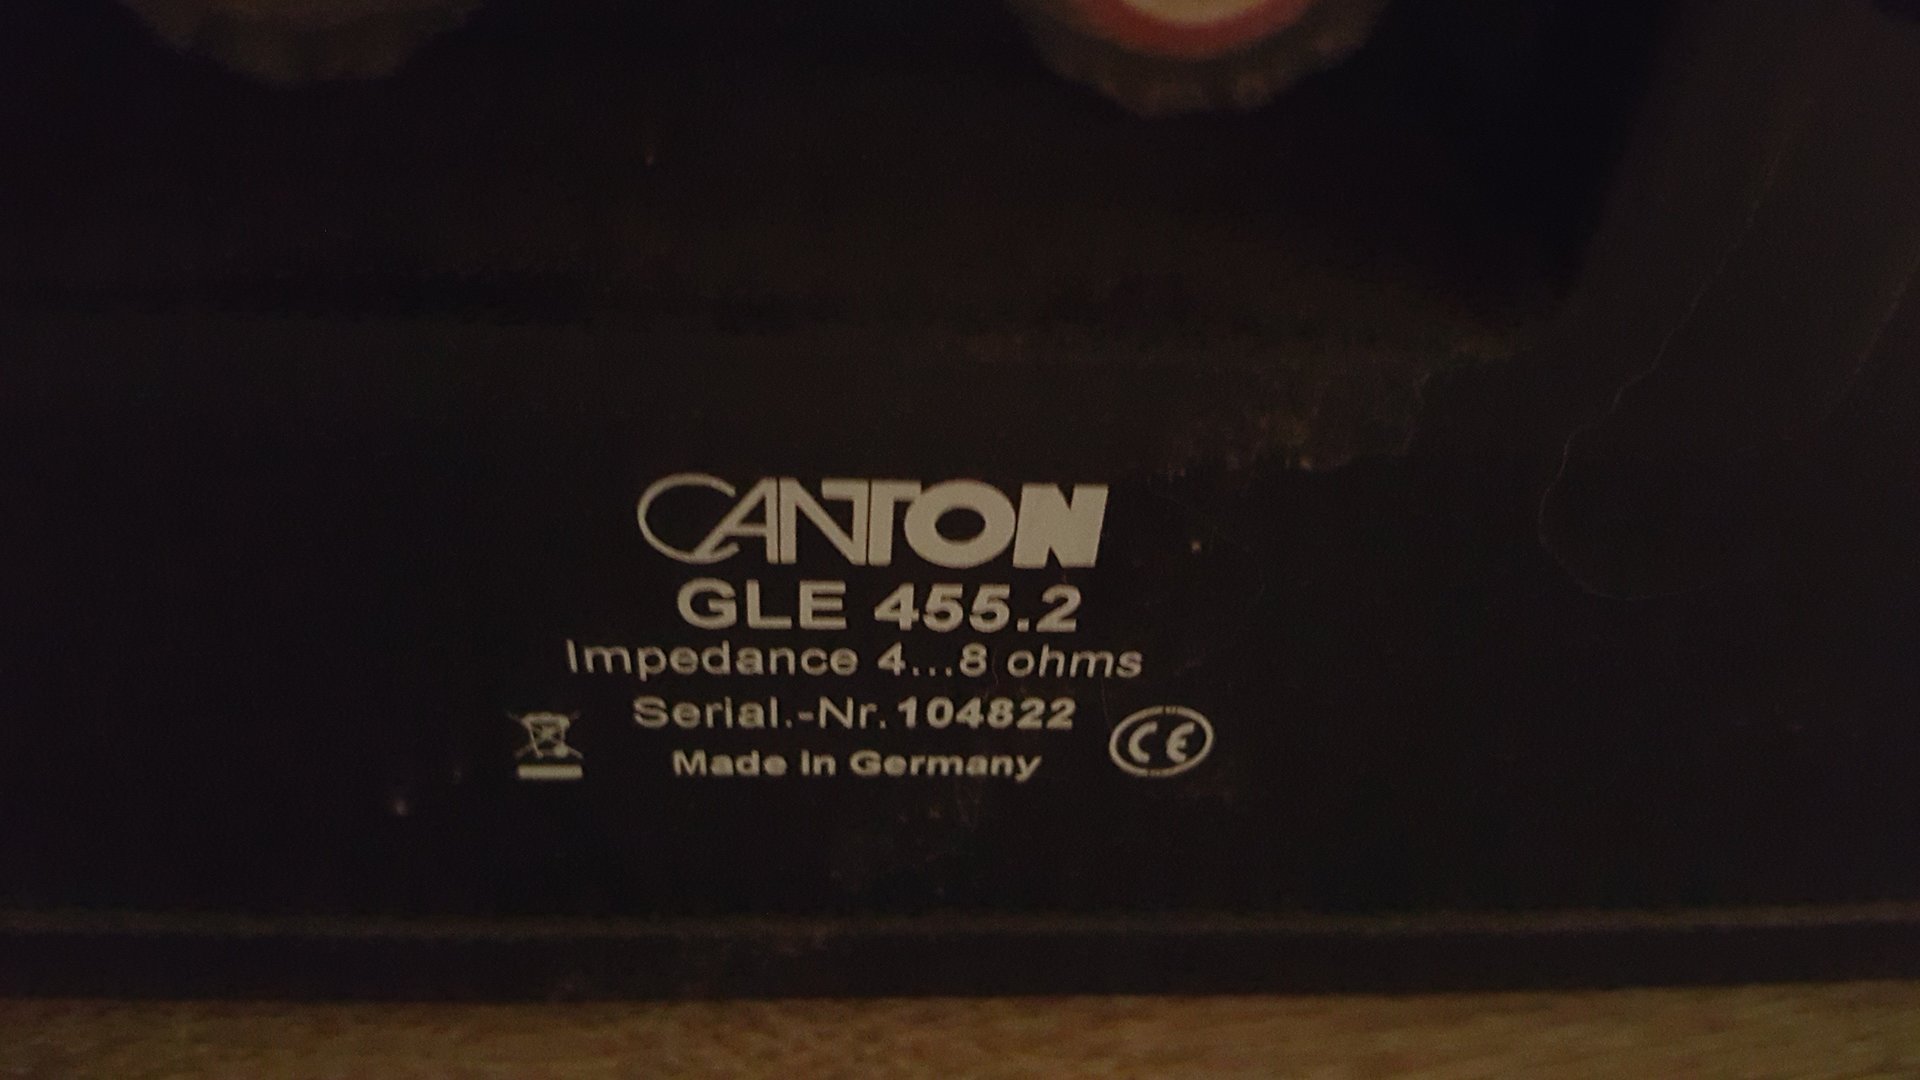 CANTON
GLE 455.2
Impedance 4...8 ohms
Serial.-Nr. 104822
Made in Germany
CE